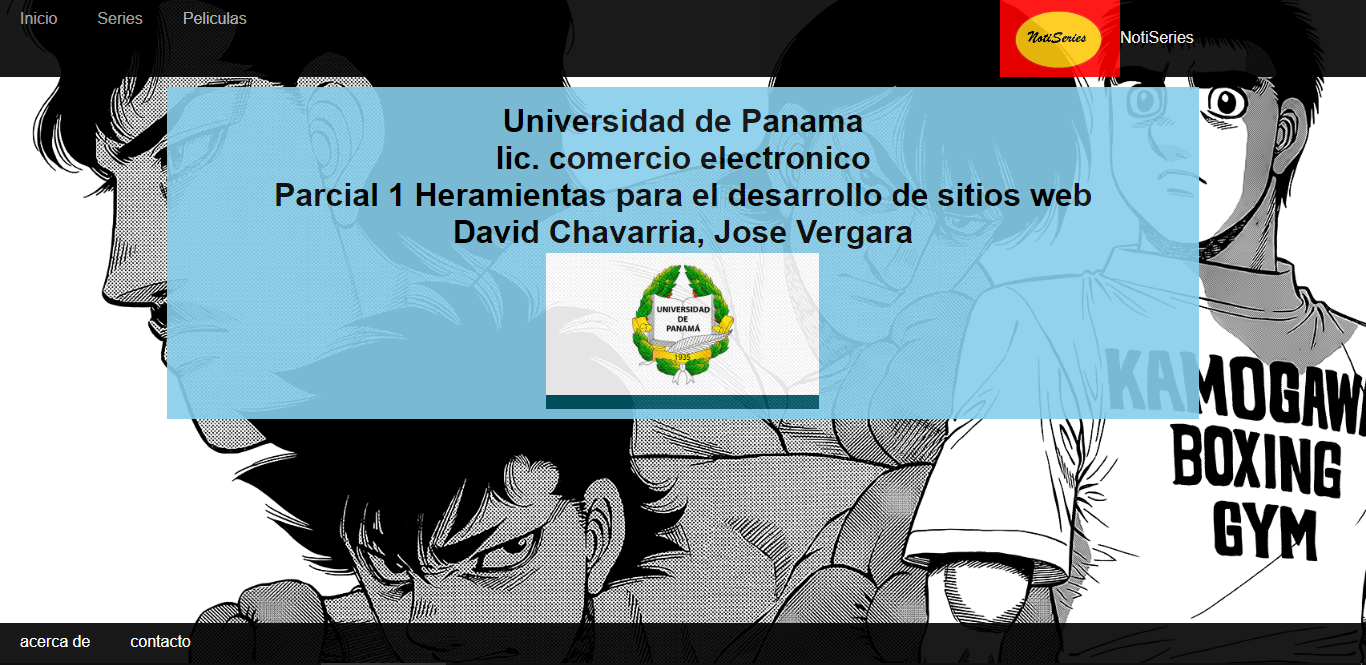 Inicio Series Peliculas
NotiSeries
NotiSeries
Universidad de Panama
lic. comercio electronico
Parcial 1 Heramientas para el desarrollo de sitios web
David Chavarria, Jose Vergara
UNIVERSIDAD
DE
PANAMÁ
1935
KAMOGAWA
BOXING
GYM
acerca de contacto